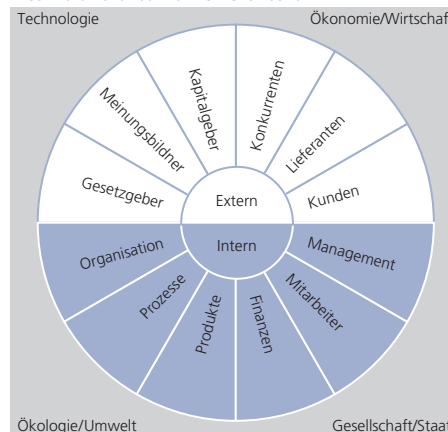 Technologie
Ökonomie/Wirtschaf
Gesetzgeber
Meinungsbildner
Kapitalgeber
Konkurrenten
Lieferanten
Kunden
Extern
Intern
Organisation
Prozesse
Produkte
Finanzen
Mitarbeiter
Management
Ökologie/Umwelt
Gesellschaft/Staa